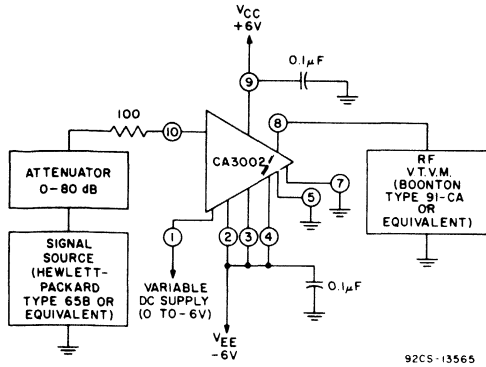 VCC
+6V
0.1µF
9
100
10
8
CA3002
ATTENUATOR
0-80 dB
RF
V.T.V.M.
(BOONTON
TYPE 91-CA
OR
EQUIVALENT)
7
5
1
2
3
4
SIGNAL
SOURCE
(HEWLETT-
PACKARD
TYPE 65B OR
EQUIVALENT)
VARIABLE
DC SUPPLY
(0 TO-6V)
0.1µF
VEE
-6V
92CS-13565